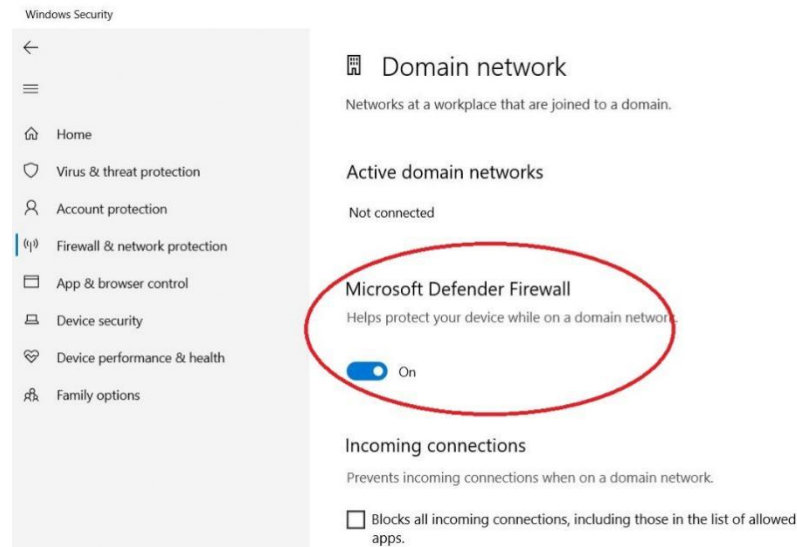 Windows Security
Home
Virus & threat protection
Account protection
Firewall & network protection
App & browser control
Device security
Device performance & health
Family options
Domain network
Networks at a workplace that are joined to a domain.
Active domain networks
Not connected
Microsoft Defender Firewall
Helps protect your device while on a domain network.
On
Incoming connections
Prevents incoming connections when on a domain network.
Blocks all incoming connections, including those in the list of allowed
apps.